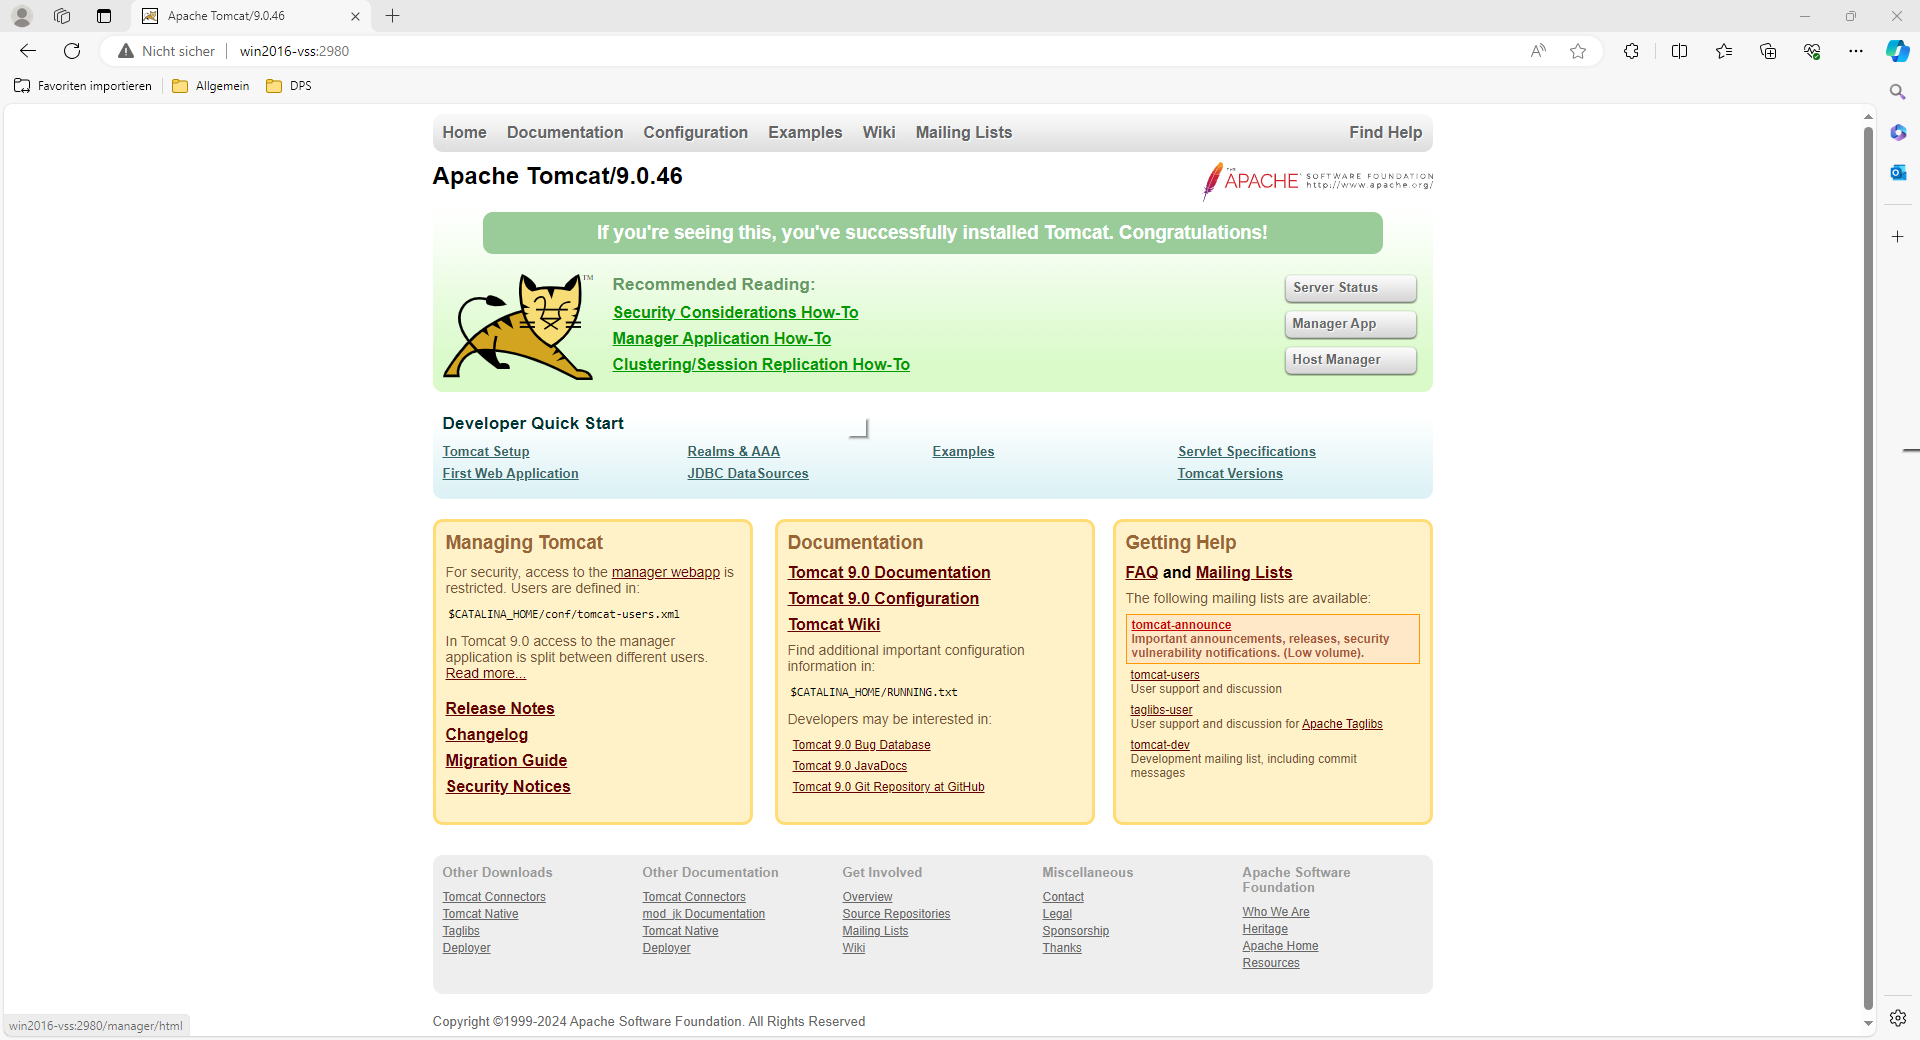 Apache Tomcat/9.0.46
Nicht sicher win2016-vss:2980
Favoriten importieren Allgemein DPS
Home Documentation Configuration Examples Wiki Mailing Lists Find Help
Apache Tomcat/9.0.46
THE APACHE SOFTWARE FOUNDATION
http://www.apache.org/
If you're seeing this, you've successfully installed Tomcat. Congratulations!
TM
Recommended Reading:
Security Considerations How-To
Manager Application How-To
Clustering/Session Replication How-To
Server Status
Manager App
Host Manager
Developer Quick Start
Tomcat Setup
First Web Application
Realms & AAA
JDBC DataSources
Examples
Servlet Specifications
Tomcat Versions
Managing Tomcat
For security, access to the manager webapp is
restricted. Users are defined in:
$CATALINA_HOME/conf/tomcat-users.xml
In Tomcat 9.0 access to the manager
application is split between different users.
Read more...
Release Notes
Changelog
Migration Guide
Security Notices
Documentation
Tomcat 9.0 Documentation
Tomcat 9.0 Configuration
Tomcat Wiki
Find additional important configuration
information in:
$CATALINA_HOME/RUNNING.txt
Developers may be interested in:
Tomcat 9.0 Bug Database
Tomcat 9.0 JavaDocs
Tomcat 9.0 Git Repository at GitHub
Getting Help
FAQ and Mailing Lists
The following mailing lists are available:
tomcat-announce
Important announcements, releases, security
vulnerability notifications. (Low volume).
tomcat-users
User support and discussion
taglibs-user
User support and discussion for Apache Taglibs
tomcat-dev
Development mailing list, including commit
messages
Other Downloads
Tomcat Connectors
Tomcat Native
Taglibs
Deployer
Other Documentation
Tomcat Connectors
mod_jk Documentation
Tomcat Native
Deployer
Get Involved
Overview
Source Repositories
Mailing Lists
Wiki
Miscellaneous
Contact
Legal
Sponsorship
Thanks
Apache Software
Foundation
Who We Are
Heritage
Apache Home
Resources
Copyright ©1999-2024 Apache Software Foundation. All Rights Reserved
win2016-vss:2980/manager/html